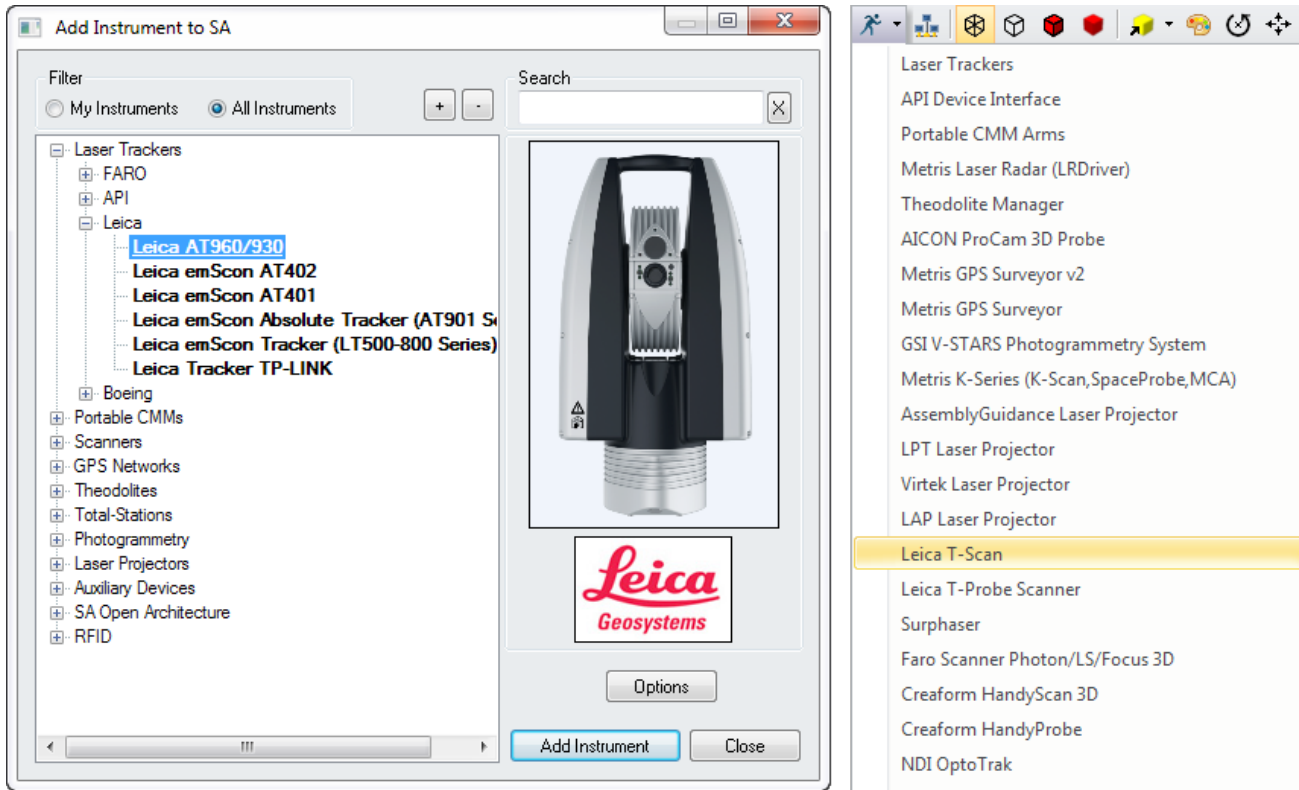 Add Instrument to SA
Filter
My Instruments
All Instruments
+
-
Search
X
Laser Trackers
FARO
API
Leica
Leica AT960/930
Leica emScon AT402
Leica emScon AT401
Leica emScon Absolute Tracker (AT901 S
Leica emScon Tracker (LT500-800 Series)
Leica Tracker TP-LINK
Boeing
Portable CMMs
Scanners
GPS Networks
Theodolites
Total-Stations
Photogrammetry
Laser Projectors
Auxiliary Devices
SA Open Architecture
RFID
Leica
Geosystems
Options
Add Instrument
Close
Laser Trackers
API Device Interface
Portable CMM Arms
Metris Laser Radar (LRDriver)
Theodolite Manager
AICON ProCam 3D Probe
Metris GPS Surveyor v2
Metris GPS Surveyor
GSI V-STARS Photogrammetry System
Metris K-Series (K-Scan,SpaceProbe,MCA)
AssemblyGuidance Laser Projector
LPT Laser Projector
Virtek Laser Projector
LAP Laser Projector
Leica T-Scan
Leica T-Probe Scanner
Surphaser
Faro Scanner Photon/LS/Focus 3D
Creaform HandyScan 3D
Creaform HandyProbe
NDI OptoTrak